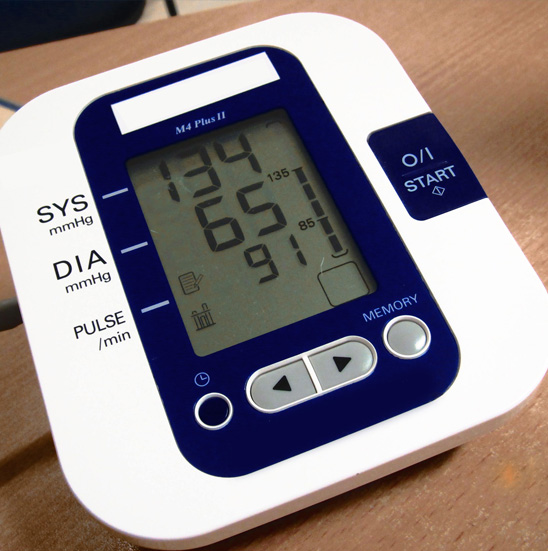 M4 Plus II
134
135
SYS
mmHg
65
85
DIA
mmHg
91
PULSE
/min
O/I
START
MEMORY